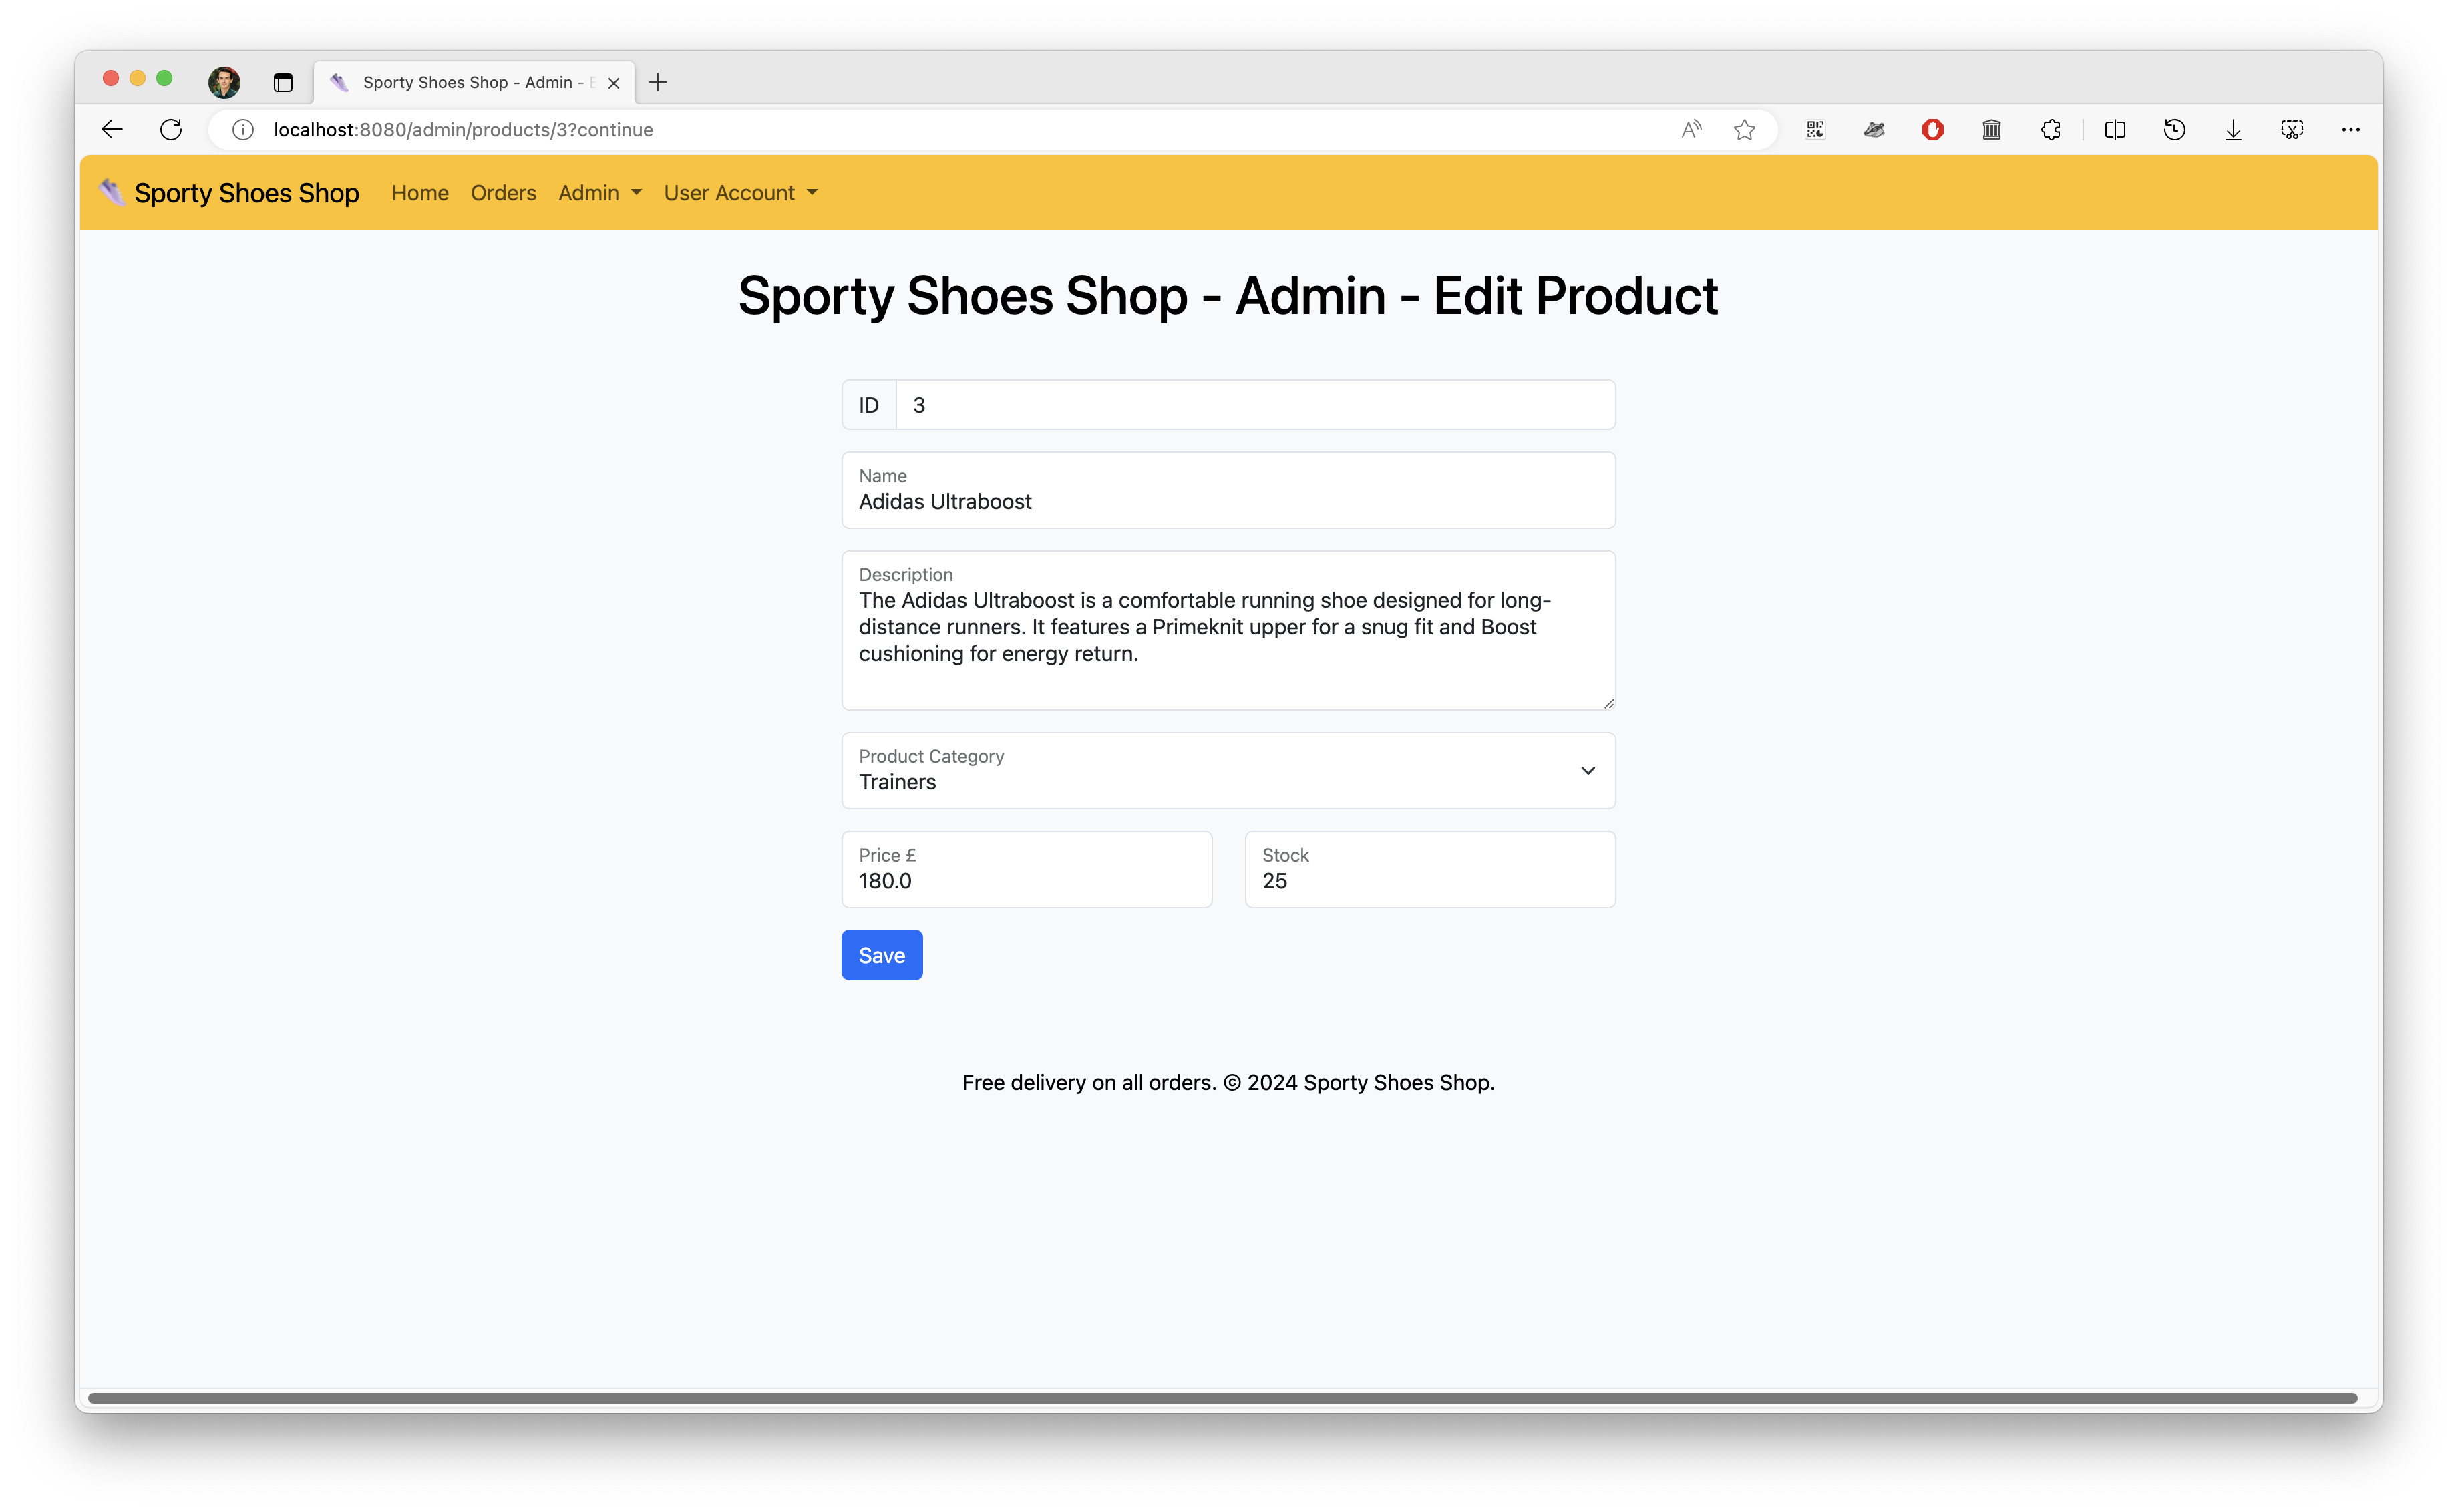 Sporty Shoes Shop - Admin - E
localhost:8080/admin/products/3?continue
Sporty Shoes Shop Home Orders Admin User Account
Sporty Shoes Shop - Admin - Edit Product
ID 3
Name
Adidas Ultraboost
Description
The Adidas Ultraboost is a comfortable running shoe designed for long-
distance runners. It features a Primeknit upper for a snug fit and Boost
cushioning for energy return.
Product Category
Trainers
Price £ Stock
180.0 25
Save
Free delivery on all orders. © 2024 Sporty Shoes Shop.